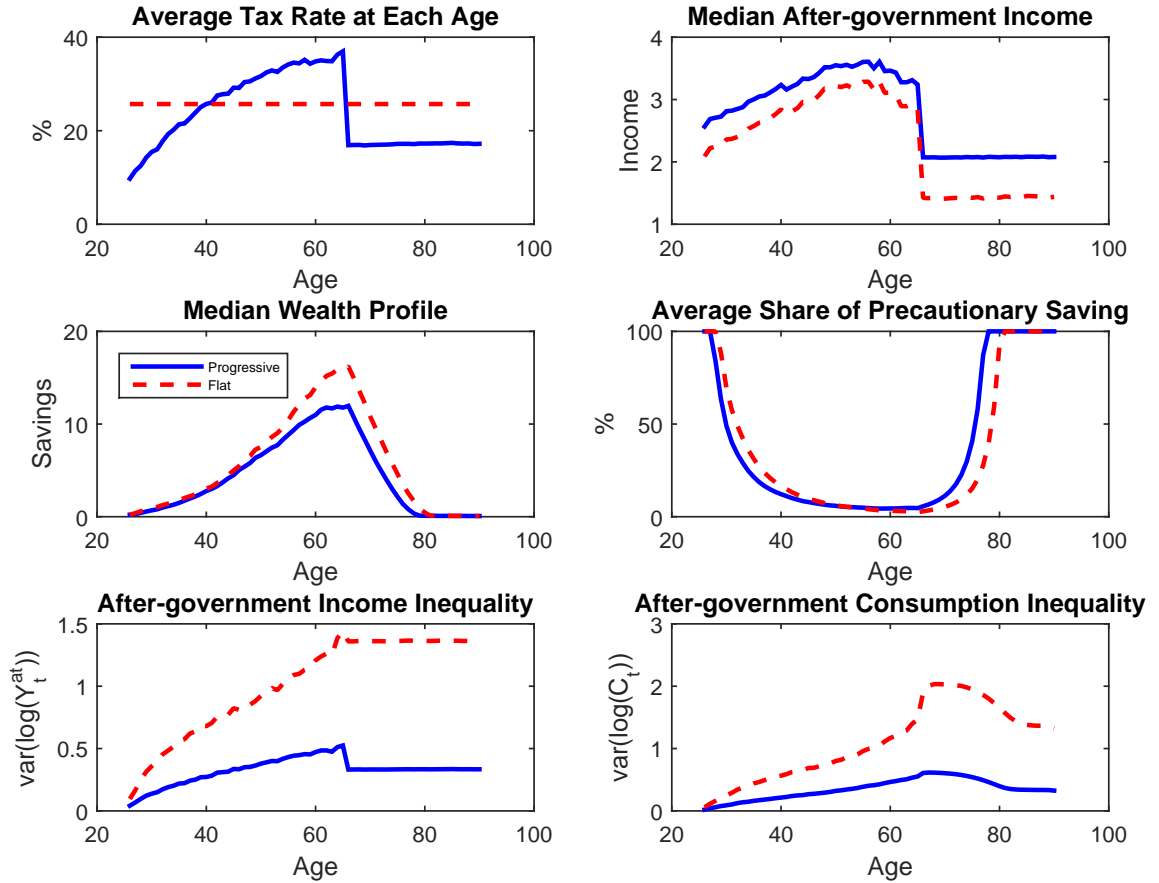 Average Tax Rate at Each Age
40
20
0
%
20 40 60 80 100
Age
Median After-government Income
4
3
2
1
Income
20 40 60 80 100
Age
Median Wealth Profile
20
10
0
Savings
Progressive
Flat
20 40 60 80 100
Age
Average Share of Precautionary Saving
100
50
0
%
20 40 60 80 100
Age
After-government Income Inequality
1.5
1
0.5
0
var(log(Y_t^at))
20 40 60 80 100
Age
After-government Consumption Inequality
3
2
1
0
var(log(C_t))
20 40 60 80 100
Age